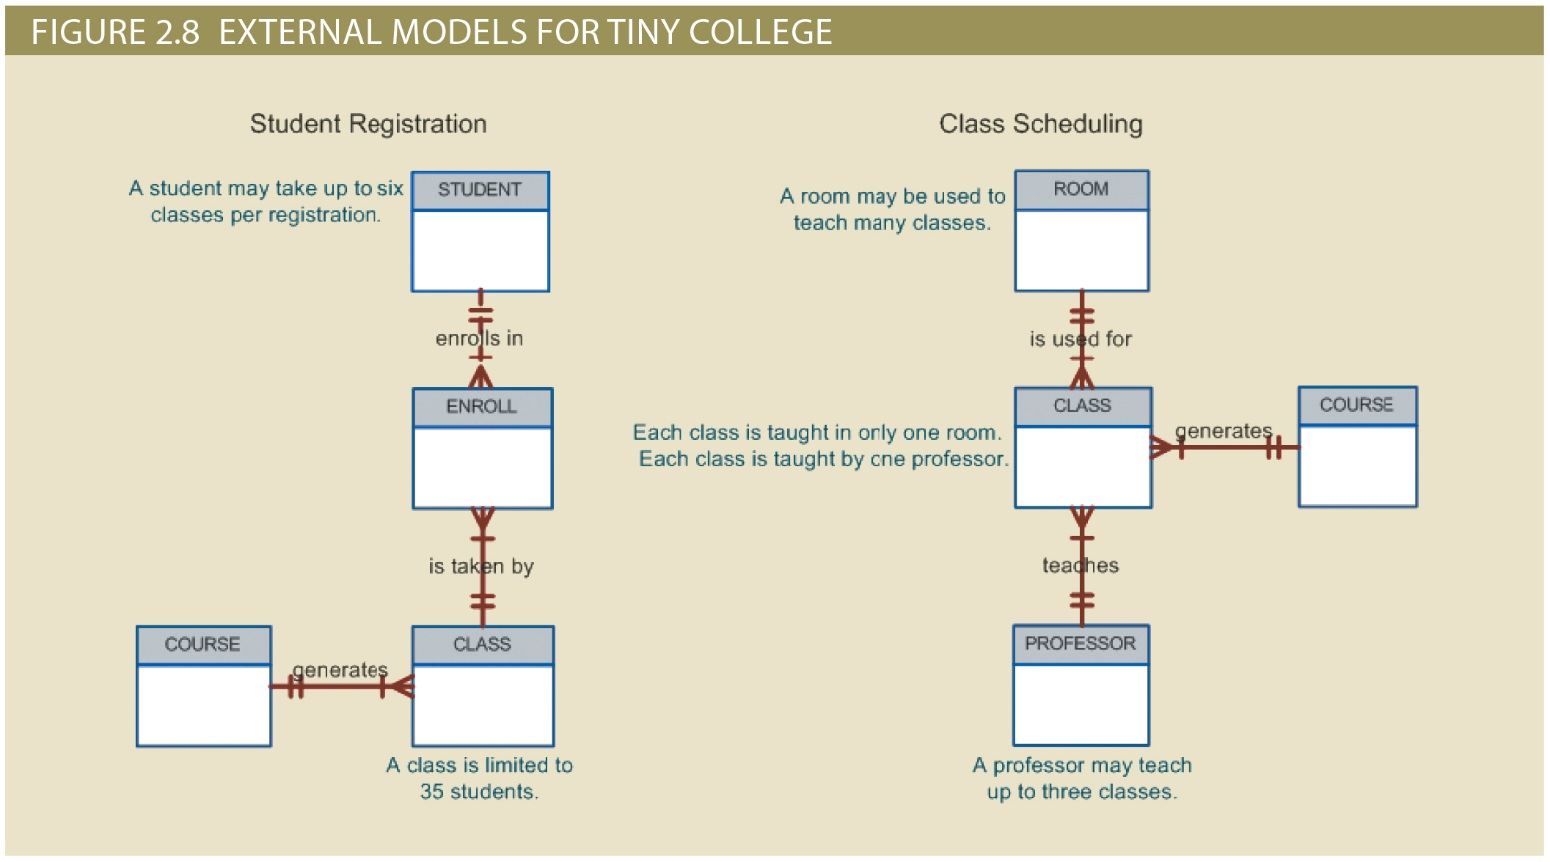 FIGURE 2.8 EXTERNAL MODELS FOR TINY COLLEGE
Student Registration
A student may take up to six
classes per registration.
STUDENT
enrolls in
ENROLL
is taken by
COURSE
generates
CLASS
A class is limited to
35 students.
Class Scheduling
A room may be used to
teach many classes.
ROOM
is used for
Each class is taught in only one room.
Each class is taught by one professor.
CLASS
generates
COURSE
teaches
PROFESSOR
A professor may teach
up to three classes.